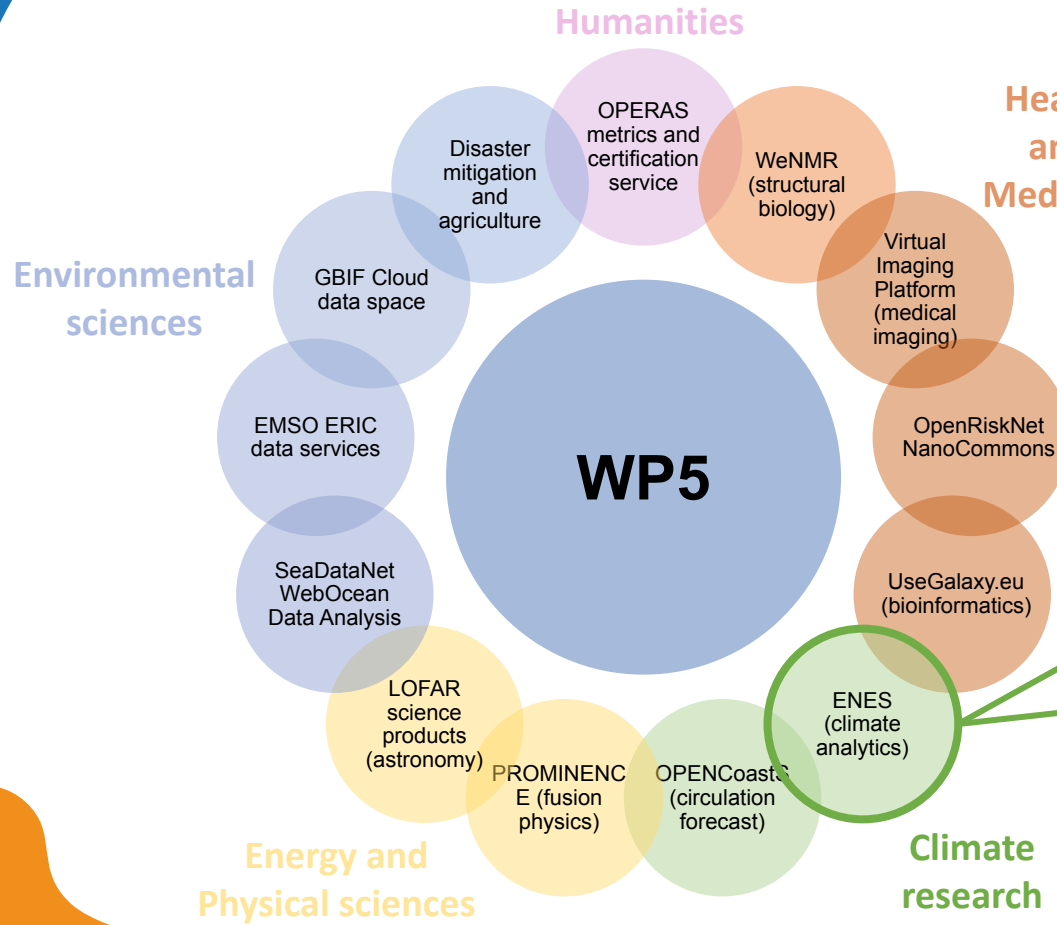 Humanities
OPERAS
metrics and
certification
service
WeNMR
(structural
biology)
Virtual
Imaging
Platform
(medical
imaging)
OpenRiskNet
NanoCommons
UseGalaxy.eu
(bioinformatics)
ENES
(climate
analytics)
Climate
research
OPENCoastS
(circulation
forecast)
PROMINENC
E (fusion
physics)
LOFAR
science
products
(astronomy)
Energy and
Physical sciences
SeaDataNet
WebOcean
Data Analysis
EMSO ERIC
data services
GBIF Cloud
data space
Disaster
mitigation
and
agriculture
Environmental
sciences
WP5